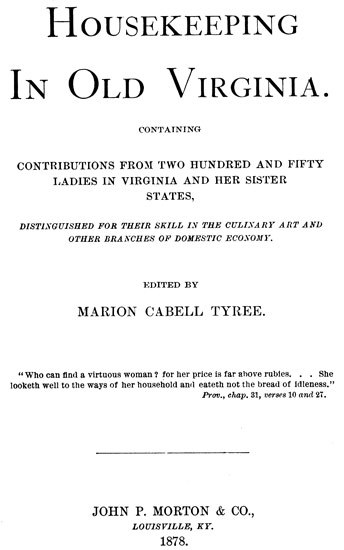 HOUSEKEEPING
IN OLD VIRGINIA.
CONTAINING
CONTRIBUTIONS FROM TWO HUNDRED AND FIFTY
LADIES IN VIRGINIA AND HER SISTER
STATES,
DISTINGUISHED FOR THEIR SKILL IN THE CULINARY ART AND
OTHER BRANCHES OF DOMESTIC ECONOMY.
EDITED BY
MARION CABELL TYREE.
"Who can find a virtuous woman? for her price is far above rubies. . . She
looketh well to the ways of her household and eateth not the bread of idleness."
Prov., chap. 31, verses 10 and 27.
JOHN P. MORTON & CO.,
LOUISVILLE, KY.
1878.